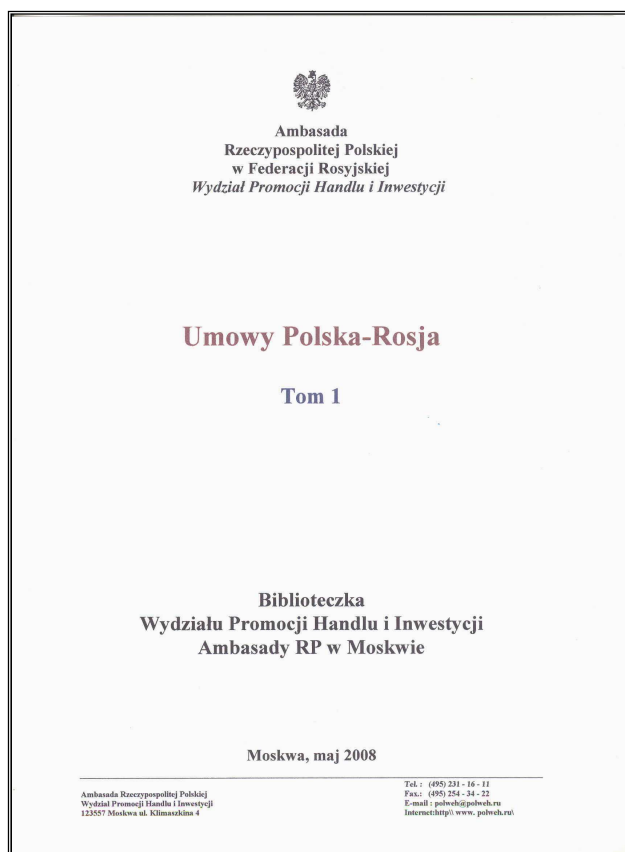 Ambasada
Rzeczypospolitej Polskiej
w Federacji Rosyjskiej
Wydział Promocji Handlu i Inwestycji
Umowy Polska-Rosja
Tom 1
Biblioteczka
Wydziału Promocji Handlu i Inwestycji
Ambasady RP w Moskwie
Moskwa, maj 2008
Ambasada Rzeczypospolitej Polskiej
Wydział Promocji Handlu i Inwestycji
123557 Moskwa ul. Klimaszkina 4
Tel. : (495) 231 - 16 - 11
Fax.: (495) 254 - 34 - 22
E-mail : polweh@polweh.ru
Internet:http\\ www. polweh.ru\